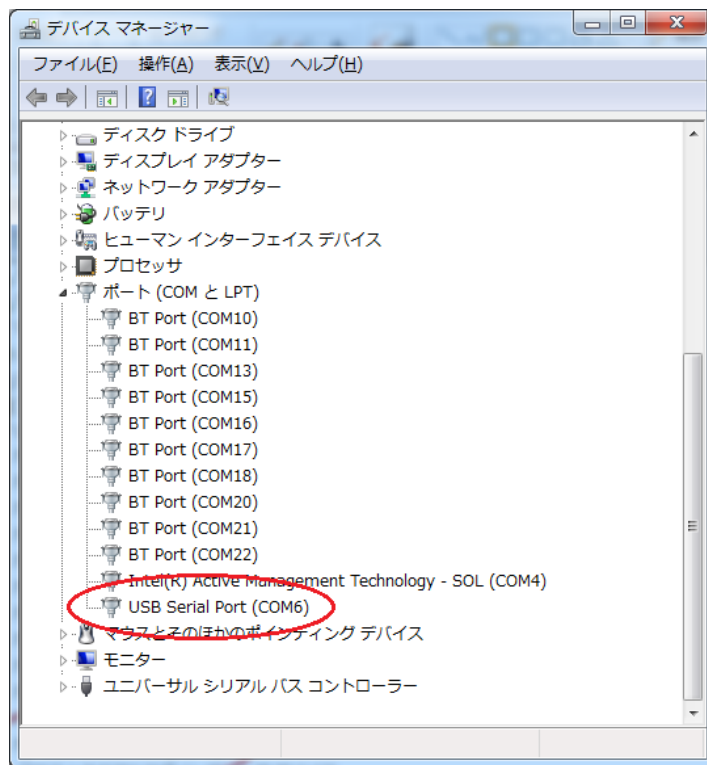 デバイス マネージャー
ファイル(F) 操作(A) 表示(V) ヘルプ(H)
ディスク ドライブ
ディスプレイ アダプター
ネットワーク アダプター
バッテリ
ヒューマン インターフェイス デバイス
プロセッサ
ポート (COM と LPT)
BT Port (COM10)
BT Port (COM11)
BT Port (COM13)
BT Port (COM15)
BT Port (COM16)
BT Port (COM17)
BT Port (COM18)
BT Port (COM20)
BT Port (COM21)
BT Port (COM22)
Intel(R) Active Management Technology - SOL (COM4)
USB Serial Port (COM6)
マウスとそのほかのポインティング デバイス
モニター
ユニバーサル シリアル バス コントローラー